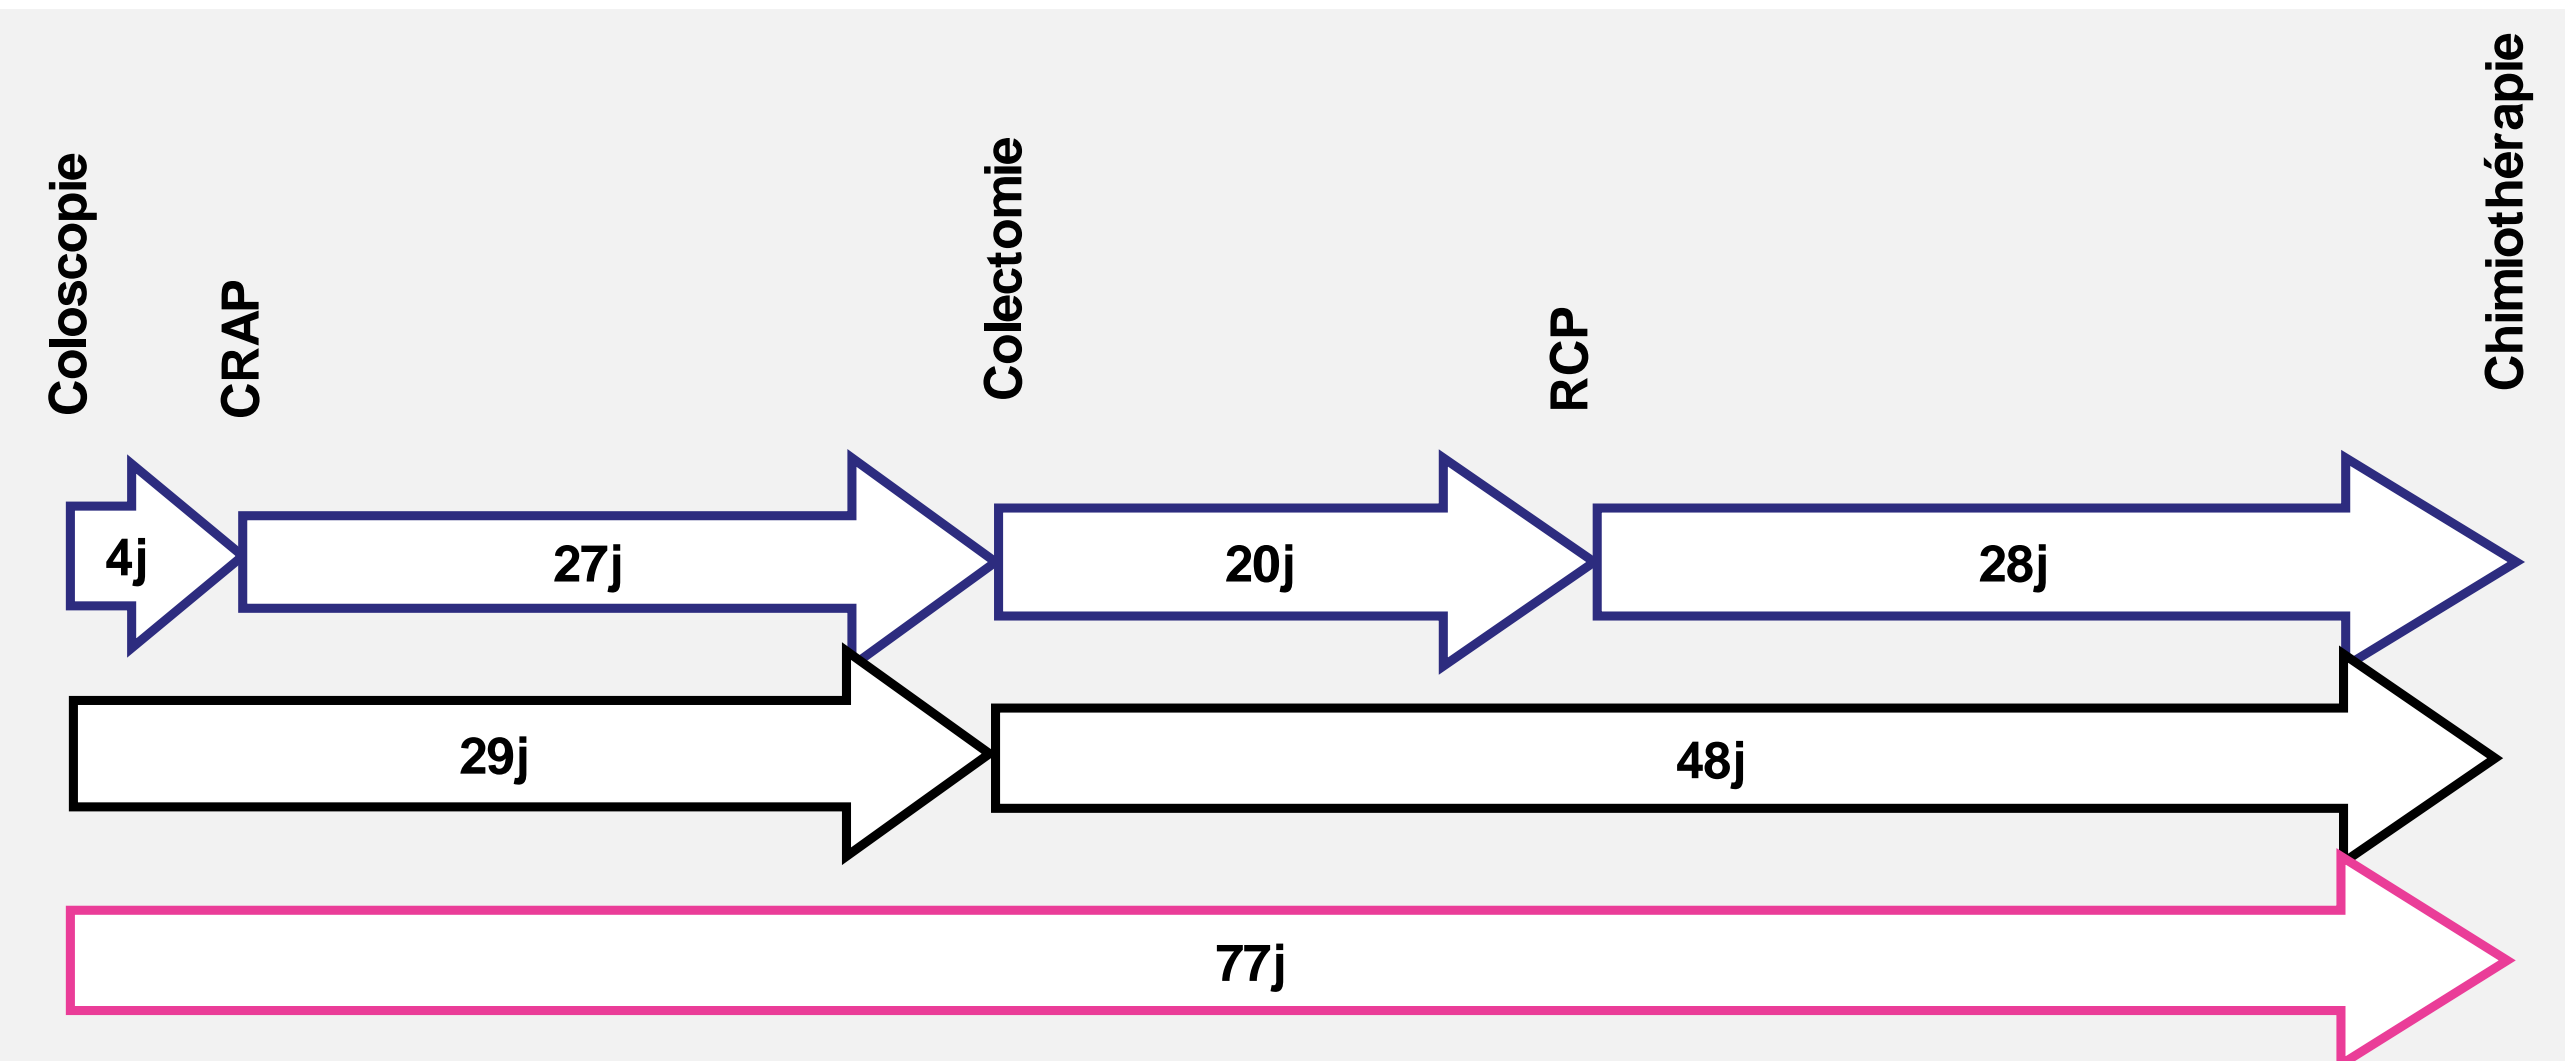 Coloscopie
CRAP
Colectomie
RCP
Chimiothérapie
4j
27j
20j
28j
29j
48j
77j